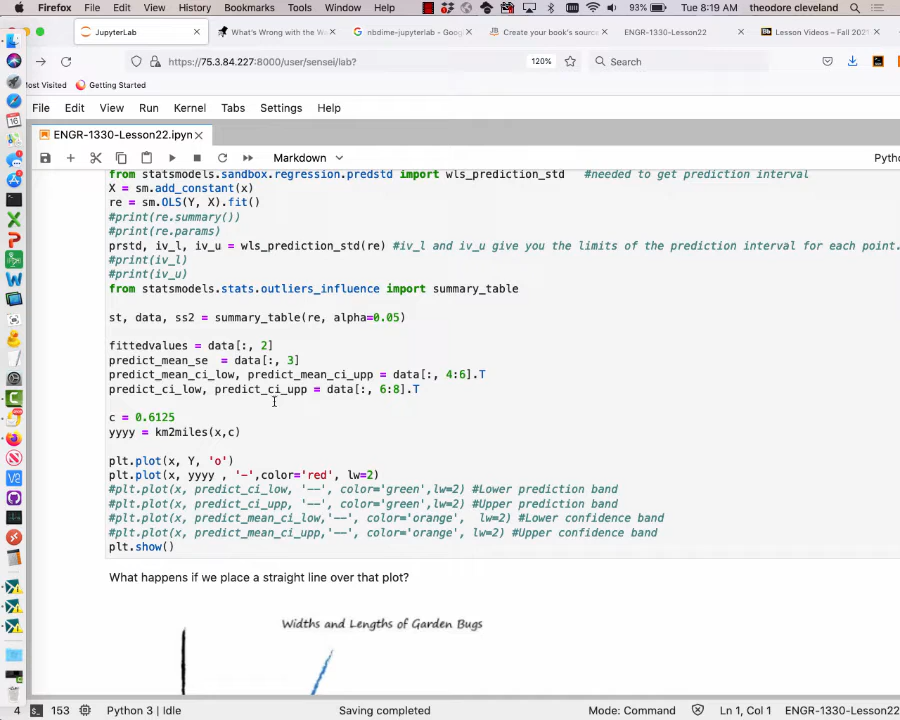 Firefox File Edit View History Bookmarks Tools Window Help 93% Tue 8:19 AM theodore cleveland
JupyterLab What's Wrong with the Wa nbdime-jupyterlab - Goog Create your book's source ENGR-1330-Lesson22 Lesson Videos – Fall 202
https://75.3.84.227:8000/user/sensei/lab? 120% Search
Most Visited Getting Started
File Edit View Run Kernel Tabs Settings Help
ENGR-1330-Lesson22.ipyn
Markdown Pytho
from statsmodels.sandbox.regression.predstd import wls_prediction_std #needed to get prediction interval
X = sm.add_constant(x)
re = sm.OLS(Y, X).fit()
#print(re.summary())
#print(re.params)
prstd, iv_l, iv_u = wls_prediction_std(re) #iv_l and iv_u give you the limits of the prediction interval for each point.
#print(iv_l)
#print(iv_u)
from statsmodels.stats.outliers_influence import summary_table
st, data, ss2 = summary_table(re, alpha=0.05)
fittedvalues = data[:, 2]
predict_mean_se  = data[:, 3]
predict_mean_ci_low, predict_mean_ci_upp = data[:, 4:6].T
predict_ci_low, predict_ci_upp = data[:, 6:8].T
c = 0.6125
yyyy = km2miles(x,c)
plt.plot(x, Y, 'o')
plt.plot(x, yyyy , '-',color='red', lw=2)
#plt.plot(x, predict_ci_low, '--', color='green',lw=2) #Lower prediction band
#plt.plot(x, predict_ci_upp, '--', color='green',lw=2) #Upper prediction band
#plt.plot(x, predict_mean_ci_low,'--', color='orange',  lw=2) #Lower confidence band
#plt.plot(x, predict_mean_ci_upp,'--', color='orange', lw=2) #Upper confidence band
plt.show()
What happens if we place a straight line over that plot?
Widths and Lengths of Garden Bugs
4 153 Python 3 | Idle Saving completed Mode: Command Ln 1, Col 1 ENGR-1330-Lesson22.ipyn